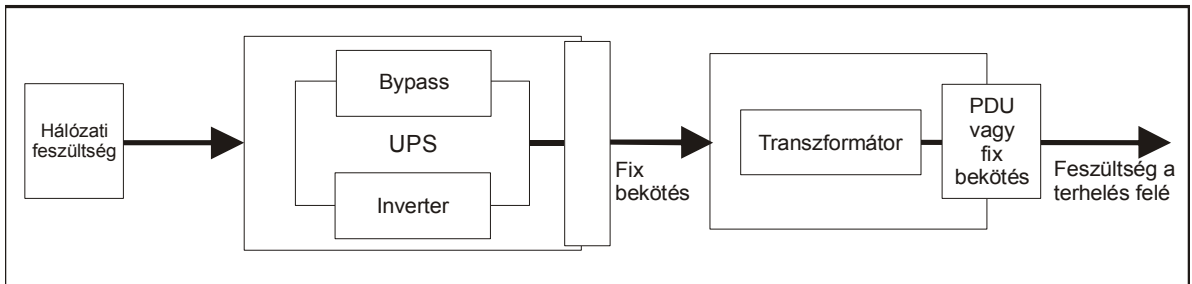 Hálózati
feszültség
Bypass
UPS
Inverter
Fix
bekötés
Transzformátor
PDU
vagy
fix
bekötés
Feszültség a
terhelés felé